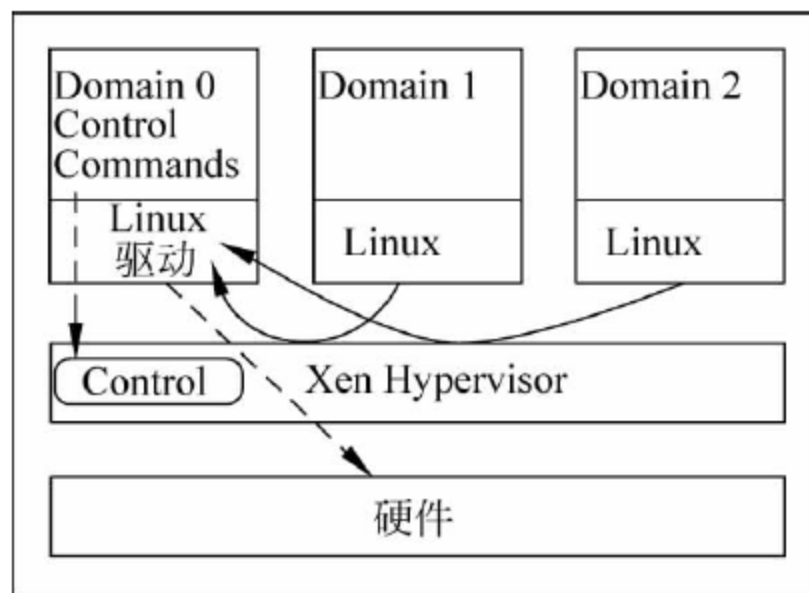 Domain 0
Control
Commands
Linux
驱动
Domain 1
Linux
Domain 2
Linux
Control
Xen Hypervisor
硬件